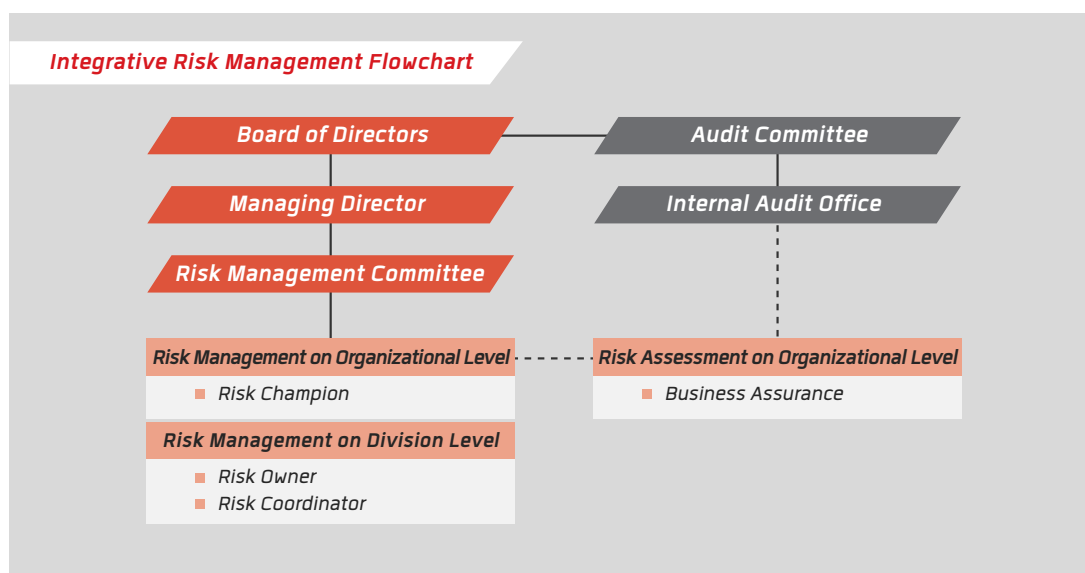 Integrative Risk Management Flowchart
Board of Directors
Audit Committee
Managing Director
Internal Audit Office
Risk Management Committee
Risk Management on Organizational Level
Risk Assessment on Organizational Level
Risk Champion
Business Assurance
Risk Management on Division Level
Risk Owner
Risk Coordinator